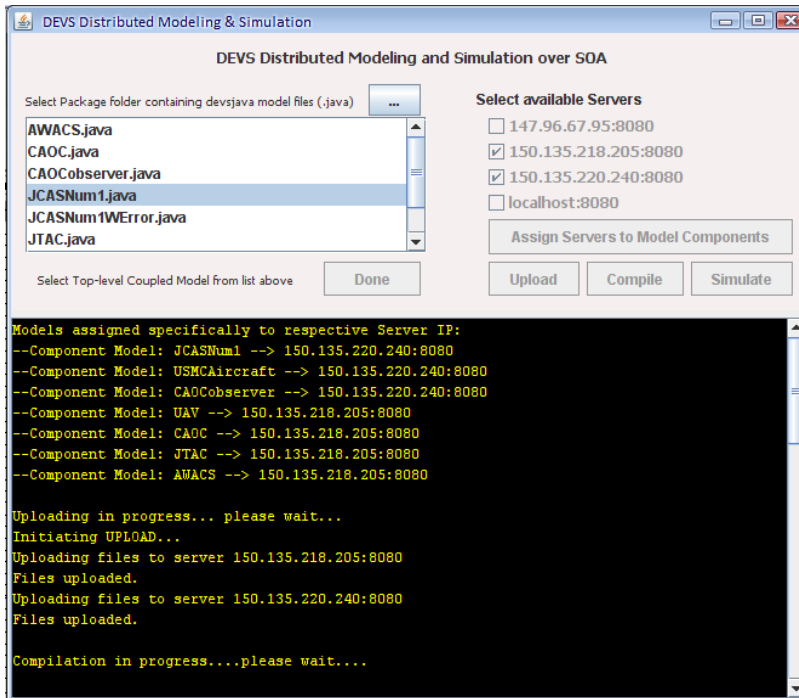 DEVS Distributed Modeling & Simulation
DEVS Distributed Modeling and Simulation over SOA
Select Package folder containing devsjava model files (.java)
...
AWACS.java
CAOC.java
CAOCobserver.java
JCASNum1.java
JCASNum1WError.java
JTAC.java
Select Top-level Coupled Model from list above
Done
Select available Servers
147.96.67.95:8080
150.135.218.205:8080
150.135.220.240:8080
localhost:8080
Assign Servers to Model Components
Upload
Compile
Simulate
Models assigned specifically to respective Server IP:
--Component Model: JCASNum1 --> 150.135.220.240:8080
--Component Model: USMCAircraft --> 150.135.220.240:8080
--Component Model: CAOCobserver --> 150.135.220.240:8080
--Component Model: UAV --> 150.135.218.205:8080
--Component Model: CAOC --> 150.135.218.205:8080
--Component Model: JTAC --> 150.135.218.205:8080
--Component Model: AWACS --> 150.135.218.205:8080
Uploading in progress... please wait...
Initiating UPLOAD...
Uploading files to server 150.135.218.205:8080
Files uploaded.
Uploading files to server 150.135.220.240:8080
Files uploaded.
Compilation in progress....please wait....